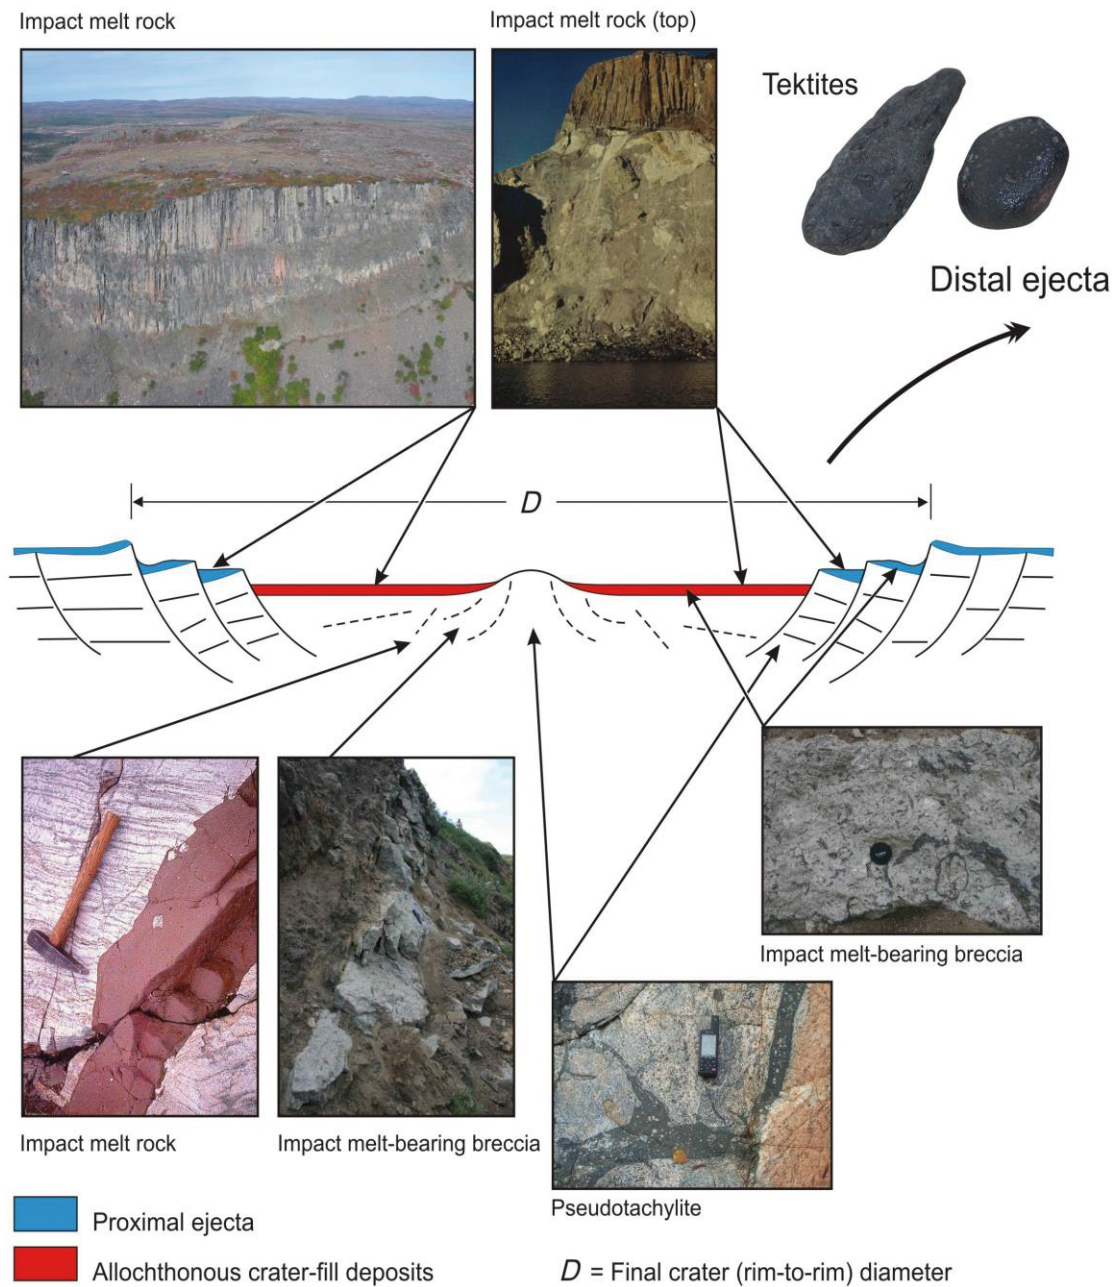 Impact melt rock
Impact melt rock (top)
Tektites
Distal ejecta
D
Impact melt-bearing breccia
Impact melt rock
Impact melt-bearing breccia
Pseudotachylite
Proximal ejecta
Allochthonous crater-fill deposits
D = Final crater (rim-to-rim) diameter